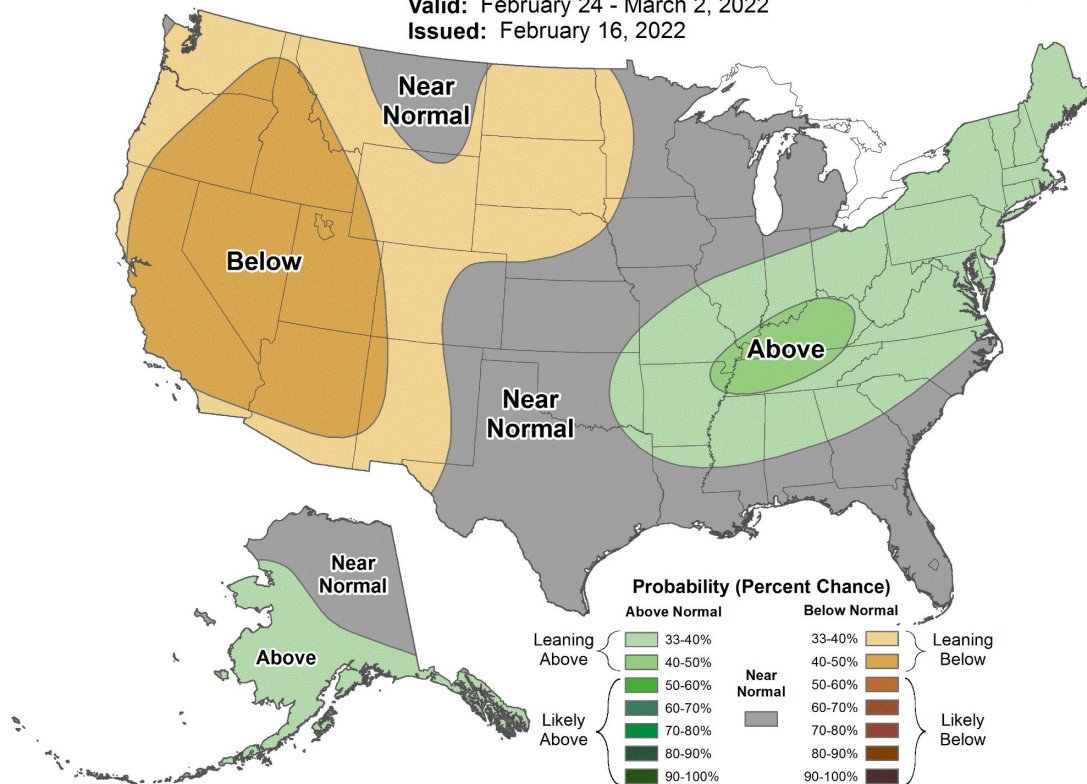 Valid: February 24 - March 2, 2022
Issued: February 16, 2022
Near
Normal
Below
Above
Near
Normal
Near
Normal
Above
Probability (Percent Chance)
Above Normal
Below Normal
Leaning
Above
33-40%
40-50%
Likely
Above
50-60%
60-70%
70-80%
80-90%
90-100%
Near
Normal
33-40%
40-50%
Leaning
Below
50-60%
60-70%
70-80%
80-90%
90-100%
Likely
Below